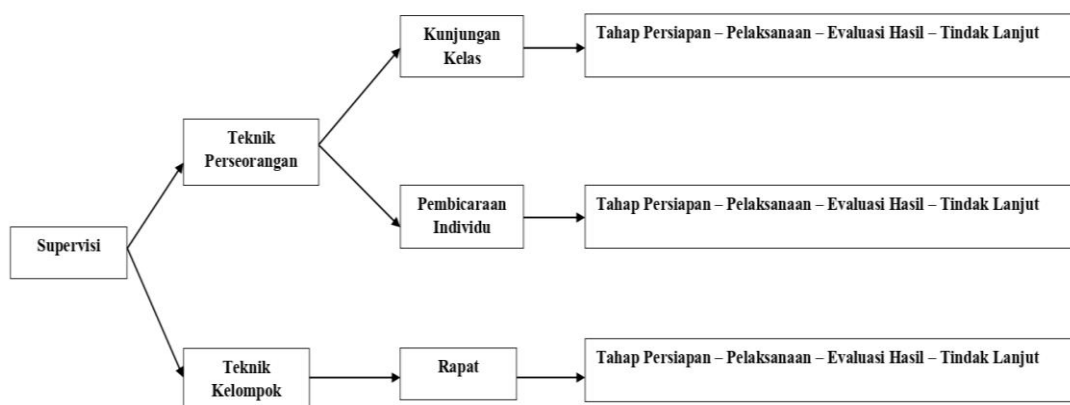 Kunjungan
Kelas
Tahap Persiapan – Pelaksanaan – Evaluasi Hasil – Tindak Lanjut
Teknik
Perseorangan
Pembicaraan
Individu
Tahap Persiapan – Pelaksanaan – Evaluasi Hasil – Tindak Lanjut
Supervisi
Teknik
Kelompok
Rapat
Tahap Persiapan – Pelaksanaan – Evaluasi Hasil – Tindak Lanjut